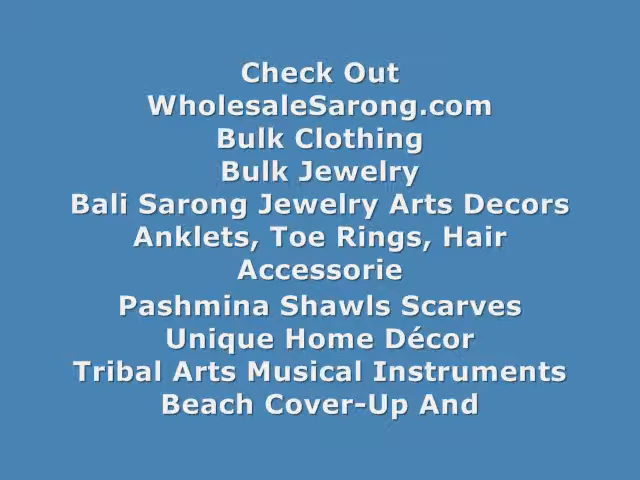 Check Out
WholesaleSarong.com
Bulk Clothing
Bulk Jewelry
Bali Sarong Jewelry Arts Decors
Anklets, Toe Rings, Hair
Accessorie
Pashmina Shawls Scarves
Unique Home Décor
Tribal Arts Musical Instruments
Beach Cover-Up And